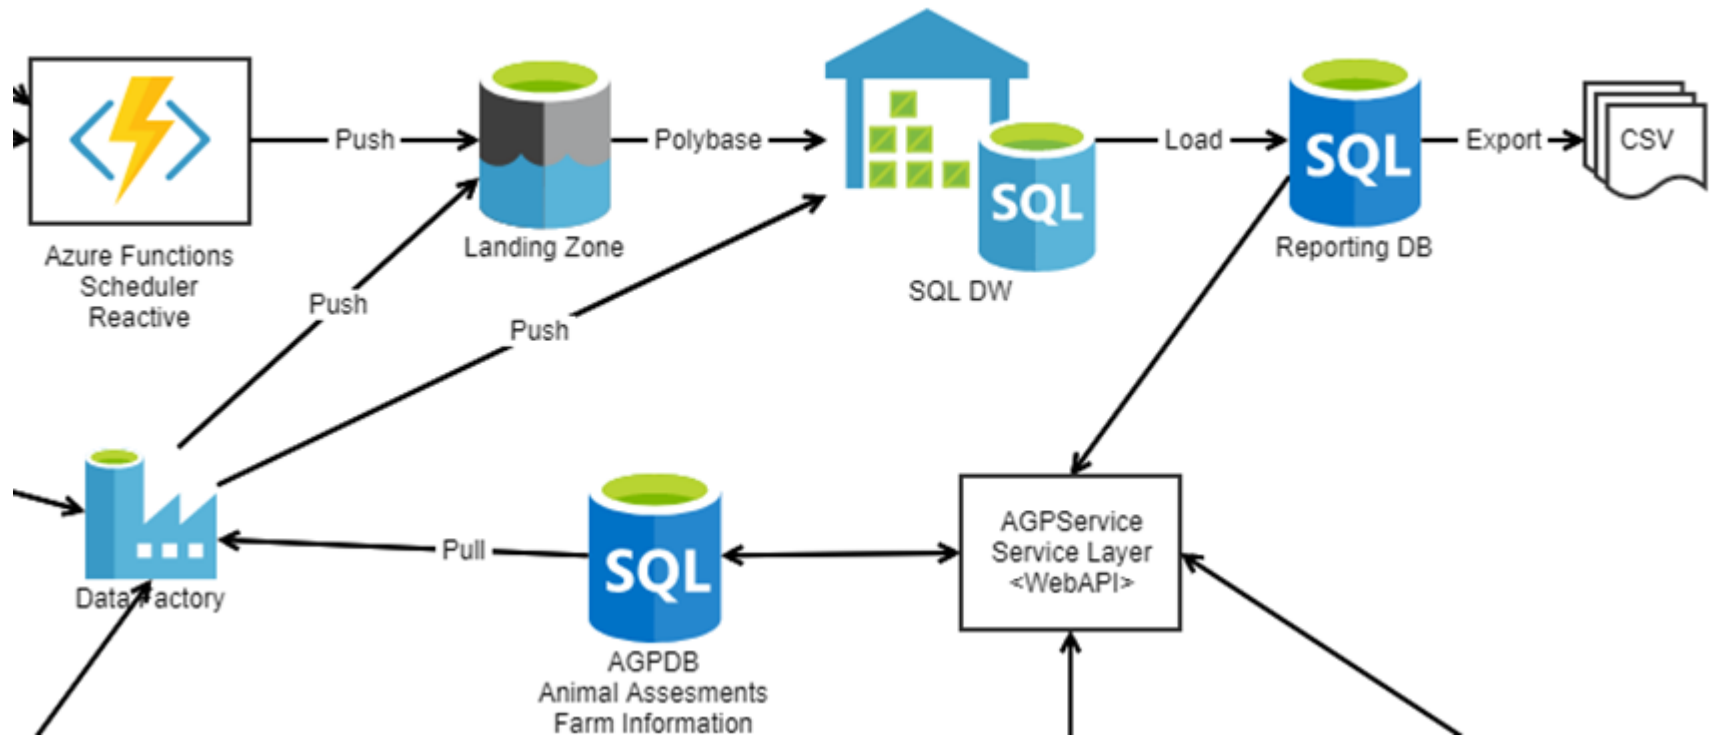 Push
Polybase
SQL
Load
SQL
Export
CSV
Azure Functions
Scheduler
Reactive
Landing Zone
SQL DW
Reporting DB
Push
Push
Data Factory
Pull
SQL
AGPDB
Animal Assesments
Farm Information
AGPService
Service Layer
<WebAPI>